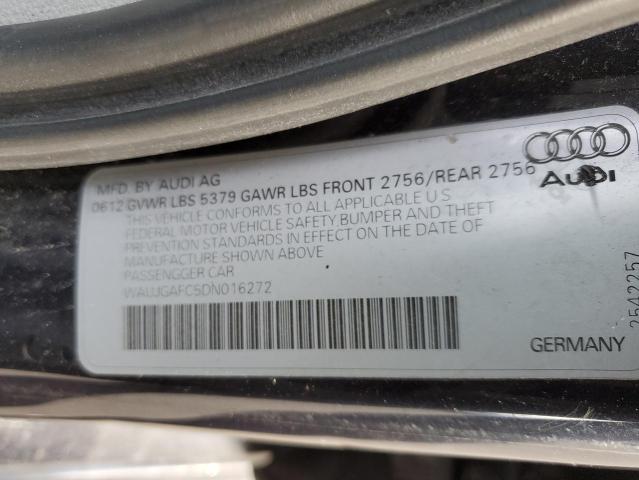 MFD. BY AUDI AG
0612 GVWR LBS 5379 GAWR LBS FRONT 2756/REAR 2756
THIS VEHICLE CONFORMS TO ALL APPLICABLE U.S
FEDERAL MOTOR VEHICLE SAFETY BUMPER AND THEFT
PREVENTION STANDARDS IN EFFECT ON THE DATE OF
MANUFACTURE SHOWN ABOVE
PASSENGGER CAR
WAUJGAFC5DN016272
Audi
GERMANY
2542257